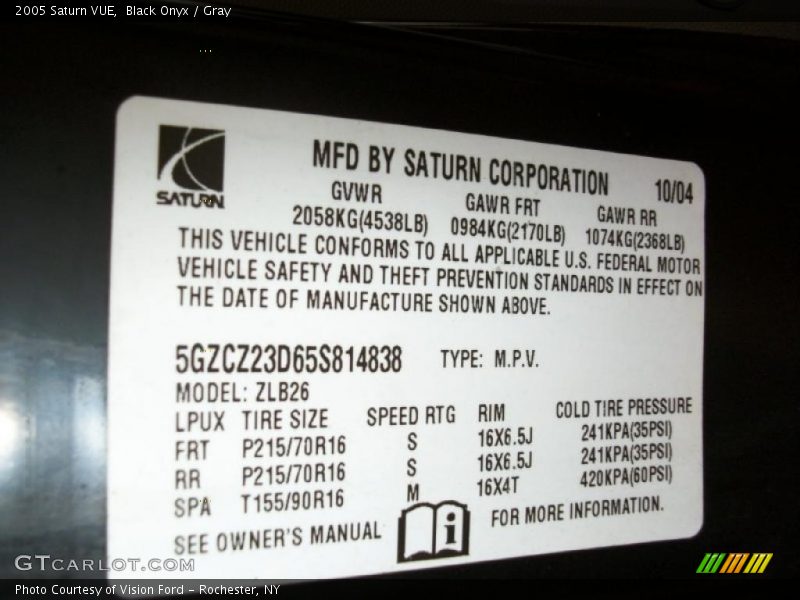 2005 Saturn VUE,  Black Onyx / Gray
...
SATURN
MFD BY SATURN CORPORATION 10/04
GVWR GAWR FRT GAWR RR
2058KG(4538LB) 0984KG(2170LB) 1074KG(2368LB)
THIS VEHICLE CONFORMS TO ALL APPLICABLE U.S. FEDERAL MOTOR
VEHICLE SAFETY AND THEFT PREVENTION STANDARDS IN EFFECT ON
THE DATE OF MANUFACTURE SHOWN ABOVE.
5GZCZ23D65S814838 TYPE: M.P.V.
MODEL: ZLB26
LPUX TIRE SIZE SPEED RTG RIM COLD TIRE PRESSURE
FRT P215/70R16 S 16X6.5J 241KPA(35PSI)
RR P215/70R16 S 16X6.5J 241KPA(35PSI)
SPA T155/90R16 M 16X4T 420KPA(60PSI)
SEE OWNER'S MANUAL i FOR MORE INFORMATION.
GTCARLOT.COM
Photo Courtesy of Vision Ford – Rochester, NY